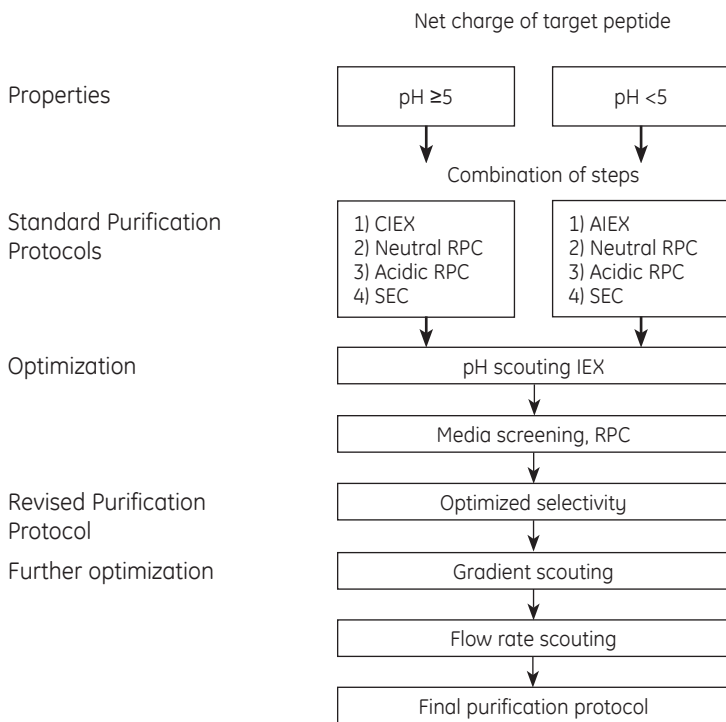 Net charge of target peptide
Properties
pH ≥5
pH <5
Combination of steps
Standard Purification
Protocols
1) CIEX
2) Neutral RPC
3) Acidic RPC
4) SEC
1) AIEX
2) Neutral RPC
3) Acidic RPC
4) SEC
Optimization
pH scouting IEX
Media screening, RPC
Revised Purification
Protocol
Optimized selectivity
Further optimization
Gradient scouting
Flow rate scouting
Final purification protocol